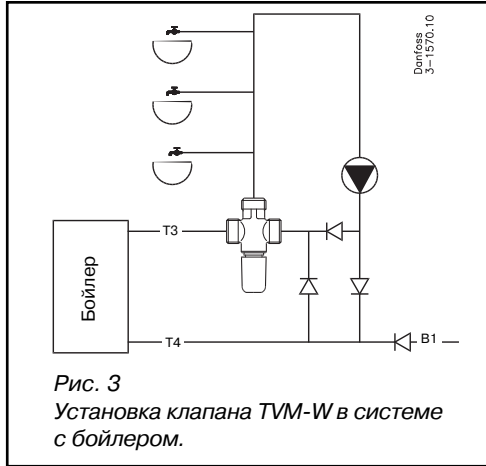 Danfoss
3-1570.10
T3
Бойлер
T4
B1
Рис. 3
Установка клапана TVM-W в системе
с бойлером.